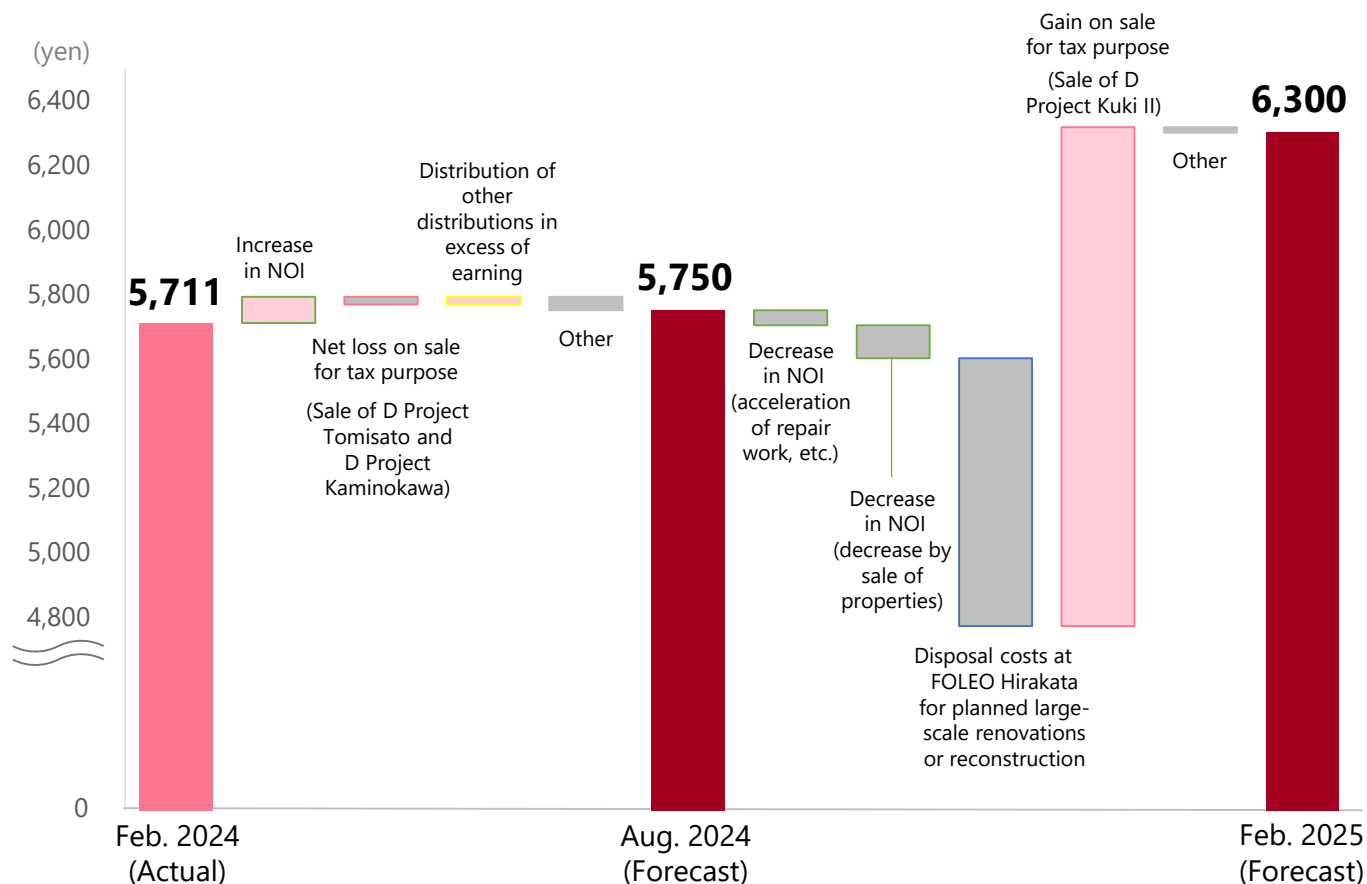 (yen)
6,400
6,200
6,000
5,800
5,600
5,400
5,200
5,000
4,800
0
5,711
Increase
in NOI
Net loss on sale
for tax purpose
(Sale of D Project
Tomisato and
D Project
Kaminokawa)
Distribution of
other
distributions in
excess of
earning
Other
5,750
Decrease
in NOI
(acceleration
of repair
work, etc.)
Decrease
in NOI
(decrease by
sale of
properties)
Disposal costs at
FOLEO Hirakata
for planned large-
scale renovations
or reconstruction
Gain on sale
for tax purpose
(Sale of D
Project Kuki II)
Other
6,300
Feb. 2024
(Actual)
Aug. 2024
(Forecast)
Feb. 2025
(Forecast)